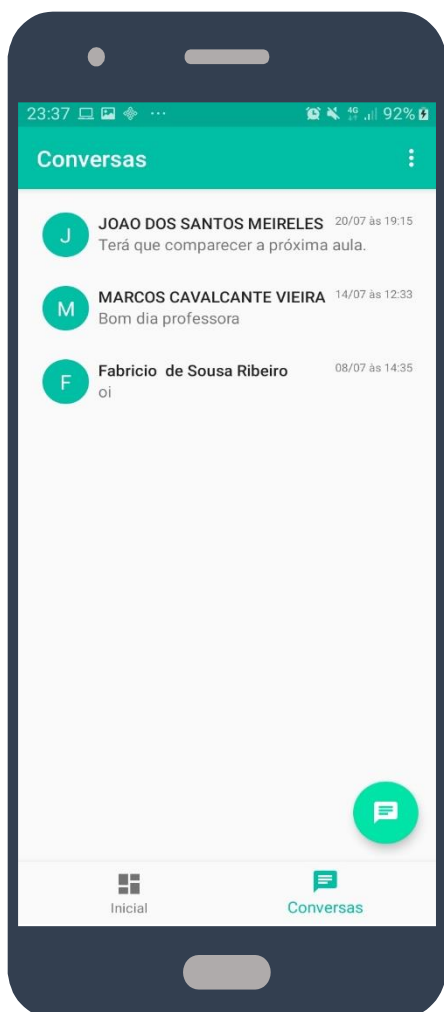 23:37 ... 4G 92%
Conversas
J
JOAO DOS SANTOS MEIRELES 20/07 às 19:15
Terá que comparecer a próxima aula.
M
MARCOS CAVALCANTE VIEIRA 14/07 às 12:33
Bom dia professora
F
Fabricio de Sousa Ribeiro 08/07 às 14:35
oi
Inicial Conversas